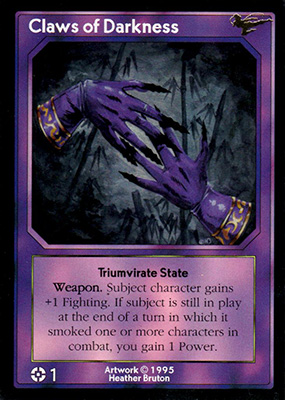 Claws of Darkness
Triumvirate State
Weapon. Subject character gains
+1 Fighting. If subject is still in play
at the end of a turn in which it
smoked one or more characters in
combat, you gain 1 Power.
1
Artwork © 1995
Heather Bruton